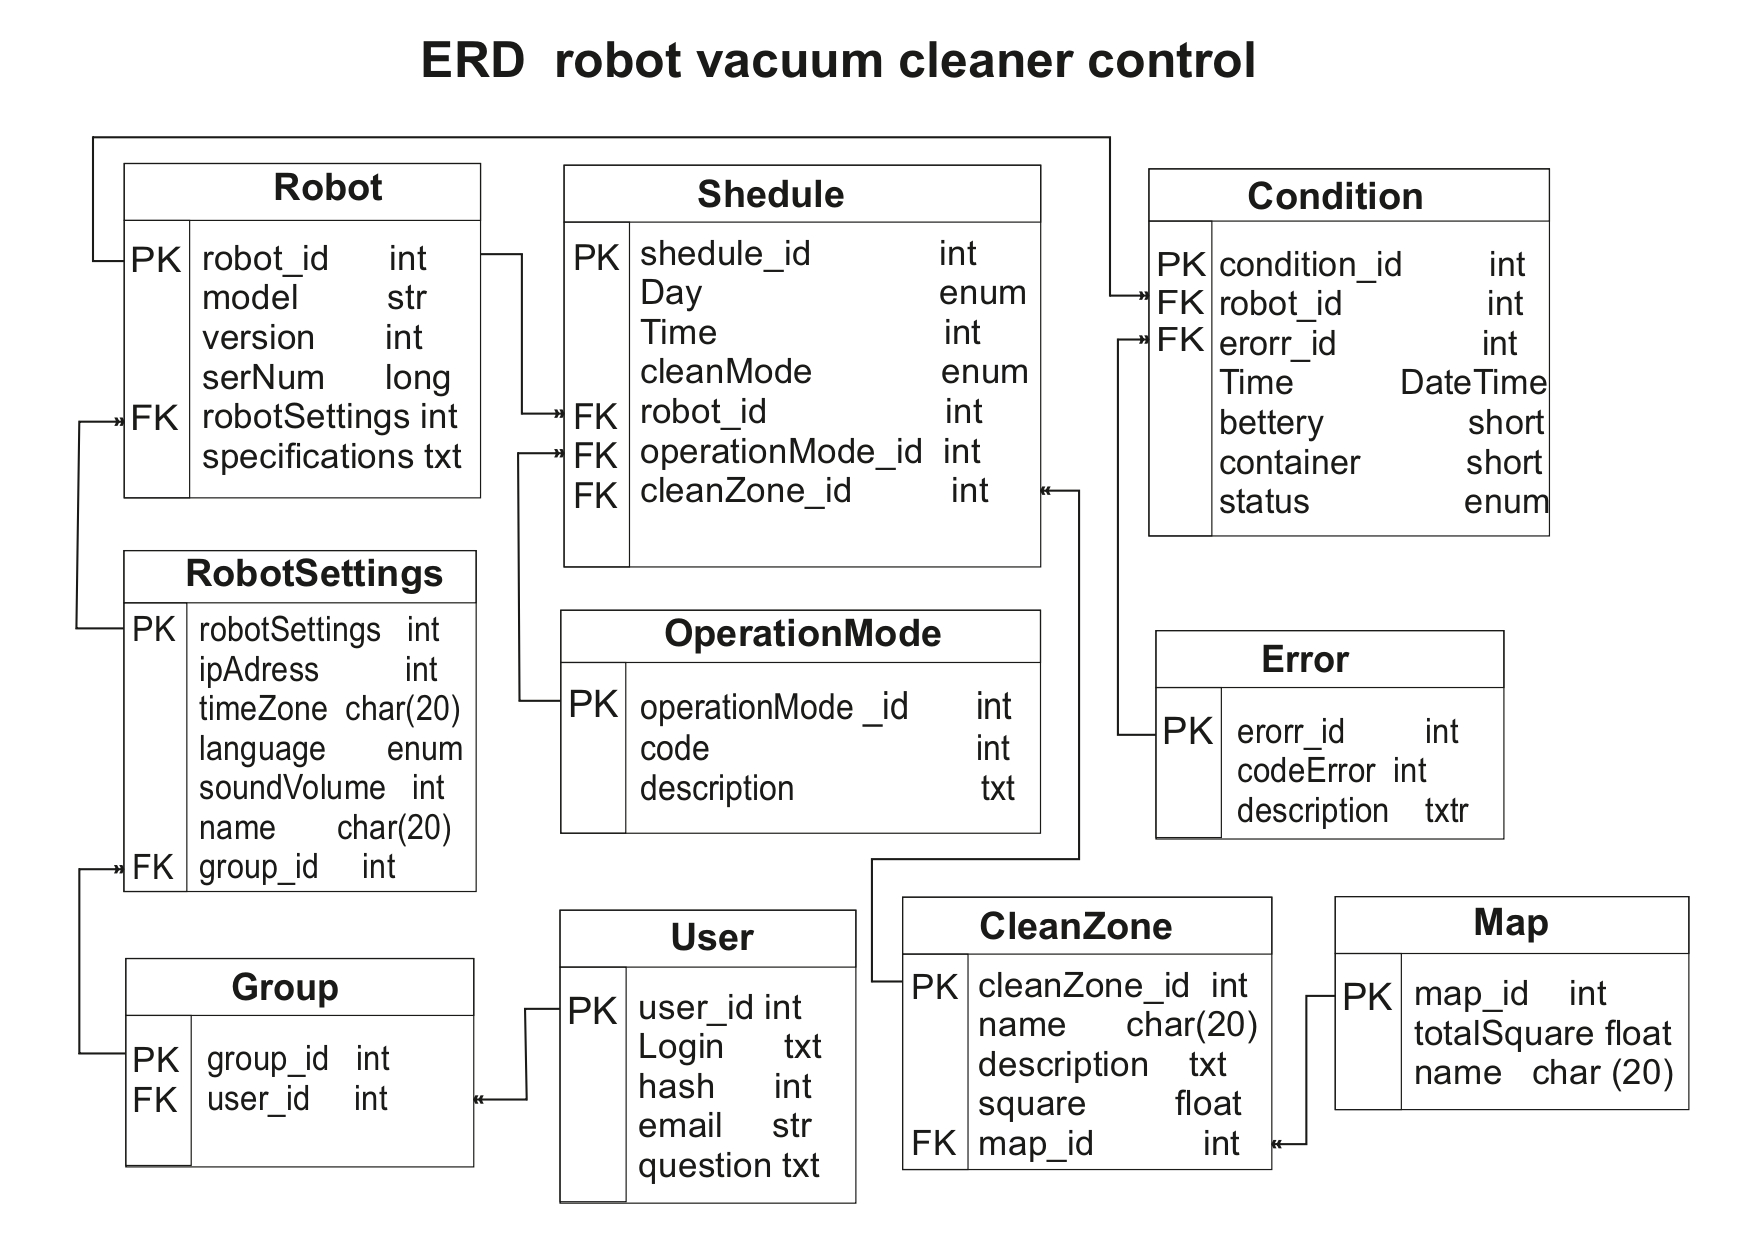 ERD robot vacuum cleaner control
Robot
PK robot_id int
model str
version int
serNum long
FK robotSettings int
specifications txt
Shedule
PK shedule_id int
Day enum
Time int
cleanMode enum
FK robot_id int
FK operationMode_id int
FK cleanZone_id int
Condition
PK condition_id int
FK robot_id int
FK erorr_id int
Time DateTime
bettery short
container short
status enum
RobotSettings
PK robotSettings int
ipAdress int
timeZone char(20)
language enum
soundVolume int
name char(20)
FK group_id int
OperationMode
PK operationMode _id int
code int
description txt
Error
PK erorr_id int
codeError int
description txtr
Group
PK group_id int
FK user_id int
User
PK user_id int
Login txt
hash int
email str
question txt
CleanZone
PK cleanZone_id int
name char(20)
description txt
square float
FK map_id int
Map
PK map_id int
totalSquare float
name char (20)